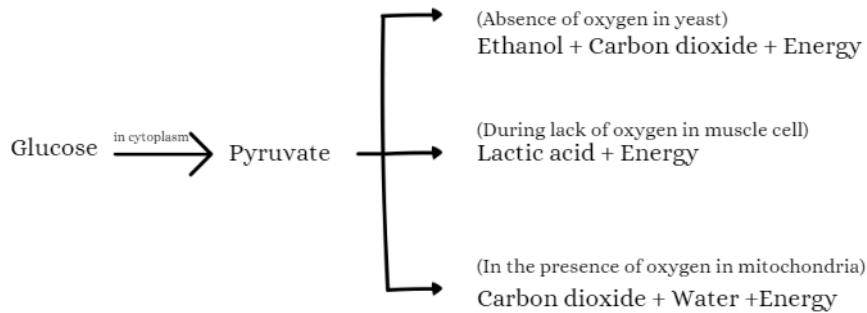 (Absence of oxygen in yeast)
Ethanol + Carbon dioxide + Energy
Glucose
in cytoplasm
Pyruvate
(During lack of oxygen in muscle cell)
Lactic acid + Energy
(In the presence of oxygen in mitochondria)
Carbon dioxide + Water +Energy